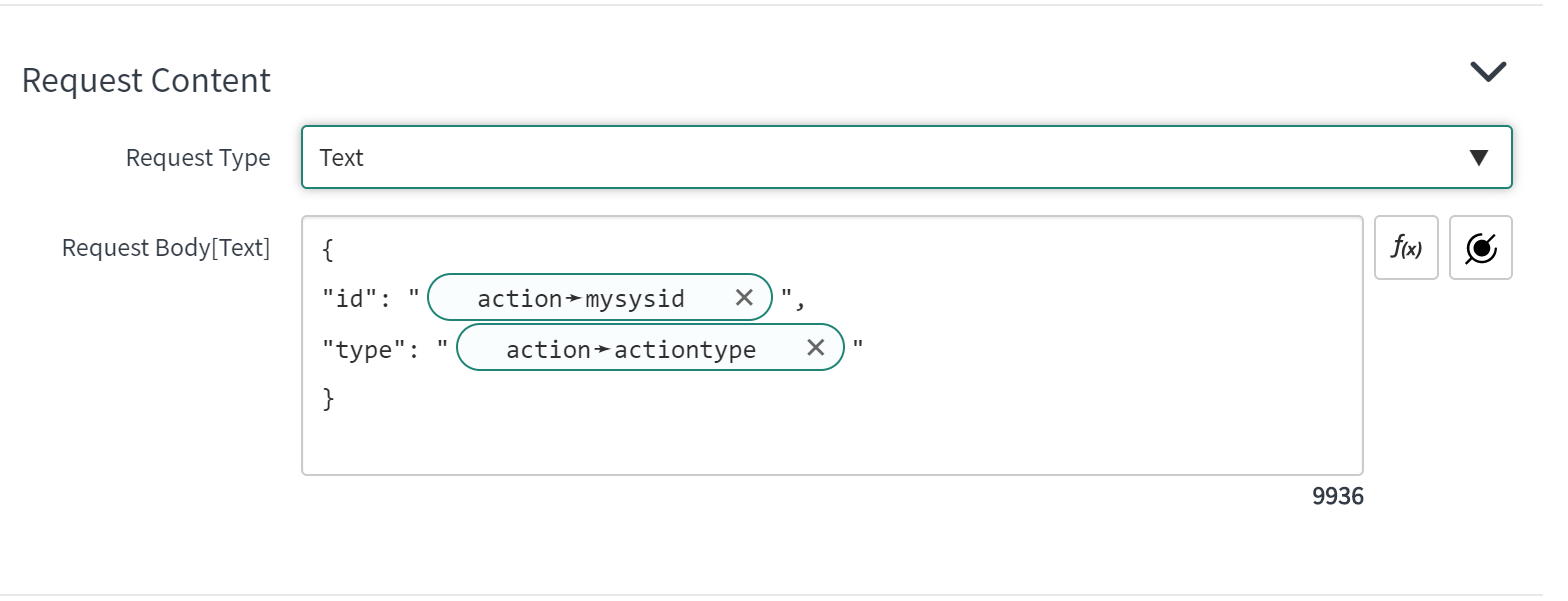 Request Content
Request Type
Text
Request Body[Text]
{
"id": "action➛mysysid",
"type": "action➛actiontype"
}
f(x)
9936